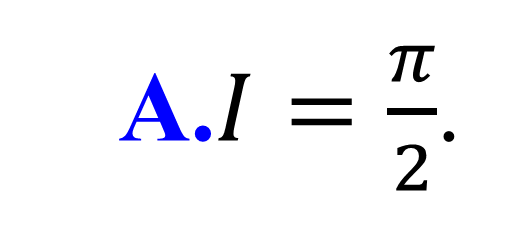 A. I = π/2.